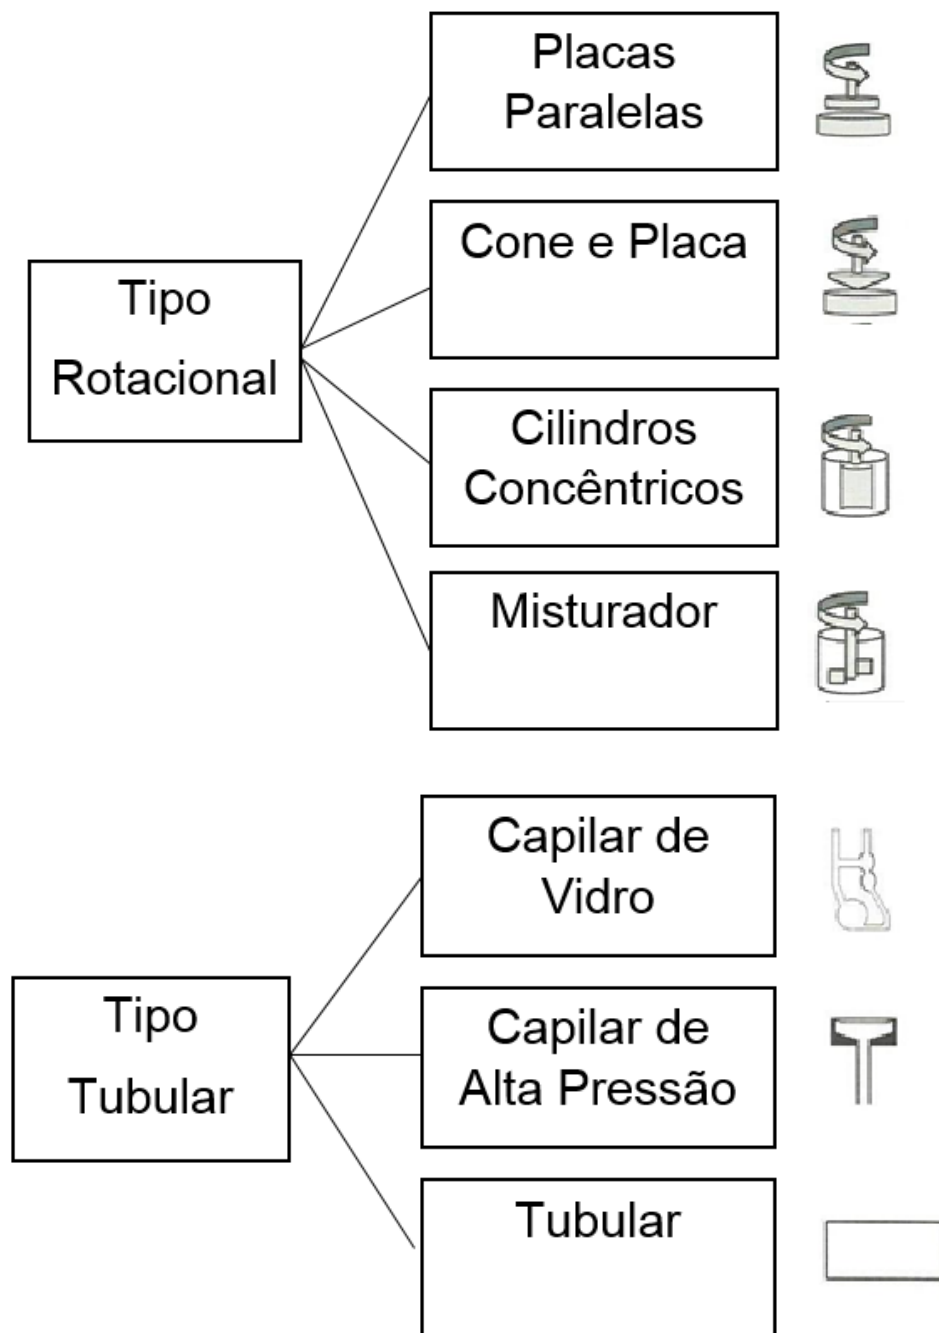 Placas
Paralelas
Cone e Placa
Tipo
Rotacional
Cilindros
Concêntricos
Misturador
Capilar de
Vidro
Tipo
Tubular
Capilar de
Alta Pressão
Tubular